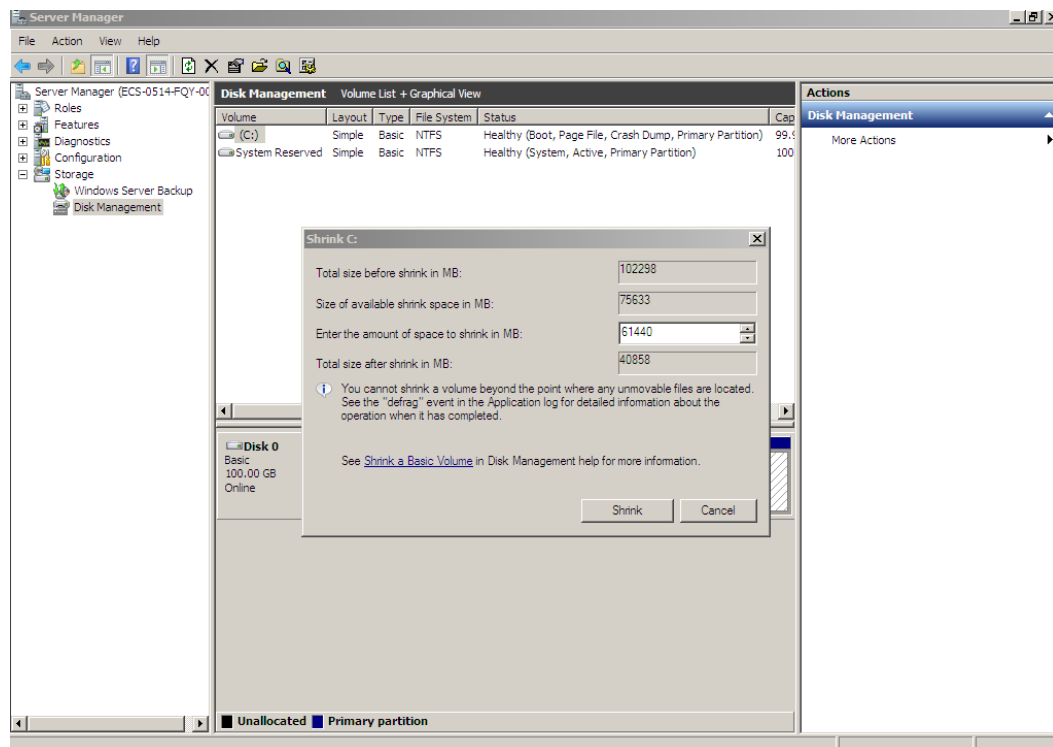 Server Manager
File Action View Help
Server Manager (ECS-0514-FQY-00
Roles
Features
Diagnostics
Configuration
Storage
Windows Server Backup
Disk Management
Disk Management Volume List + Graphical View
Volume Layout Type File System Status Cap
(C:) Simple Basic NTFS Healthy (Boot, Page File, Crash Dump, Primary Partition) 99.9
System Reserved Simple Basic NTFS Healthy (System, Active, Primary Partition) 100
Shrink C:
Total size before shrink in MB: 102298
Size of available shrink space in MB: 75633
Enter the amount of space to shrink in MB: 61440
Total size after shrink in MB: 40858
You cannot shrink a volume beyond the point where any unmovable files are located.
See the "defrag" event in the Application log for detailed information about the
operation when it has completed.
See Shrink a Basic Volume in Disk Management help for more information.
Shrink Cancel
Disk 0
Basic
100.00 GB
Online
Unallocated Primary partition
Actions
Disk Management
More Actions